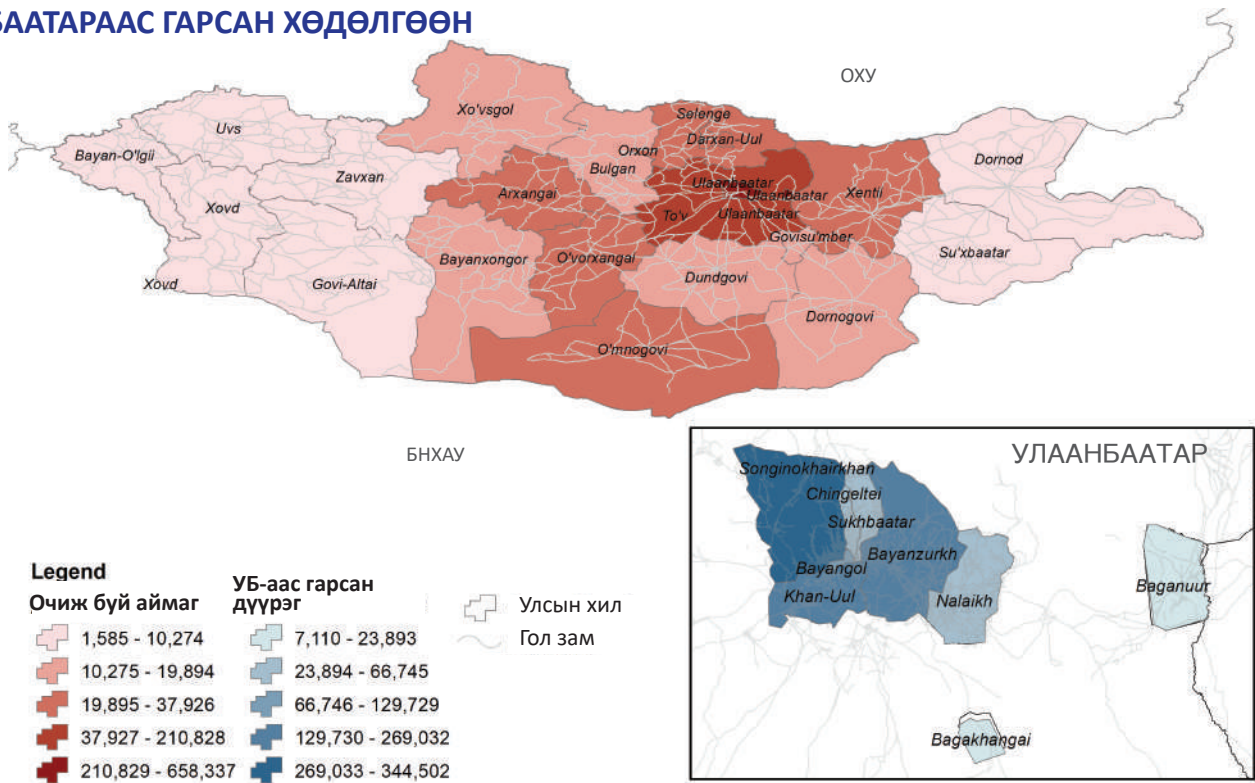 БААТАРААС ГАРСАН ХӨДӨЛГӨӨН
ОХУ
Xo'vsgol
Selenge
Uvs
Darxan-Uul
Orxon
Bayan-O'lgii
Bulgan
Dornod
Zavxan
Ulaanbaatar
Arxangai
Ulaanbaatar
Xentii
Xovd
To'v
Ulaanbaatar
Govisu'mber
O'vorxangai
Bayanxongor
Su'xbaatar
Dundgovi
Xovd
Govi-Altai
Dornogovi
O'mnogovi
БНХАУ
УЛААНБААТАР
Songinokhairkhan
Chingeltei
Sukhbaatar
Bayanzurkh
Bayangol
Baganuur
Khan-Uul
Nalaikh
Bagakhangai
Legend
Очиж буй аймаг
1,585 - 10,274
10,275 - 19,894
19,895 - 37,926
37,927 - 210,828
210,829 - 658,337
УБ-аас гарсан
дүүрэг
7,110 - 23,893
23,894 - 66,745
66,746 - 129,729
129,730 - 269,032
269,033 - 344,502
Улсын хил
Гол зам